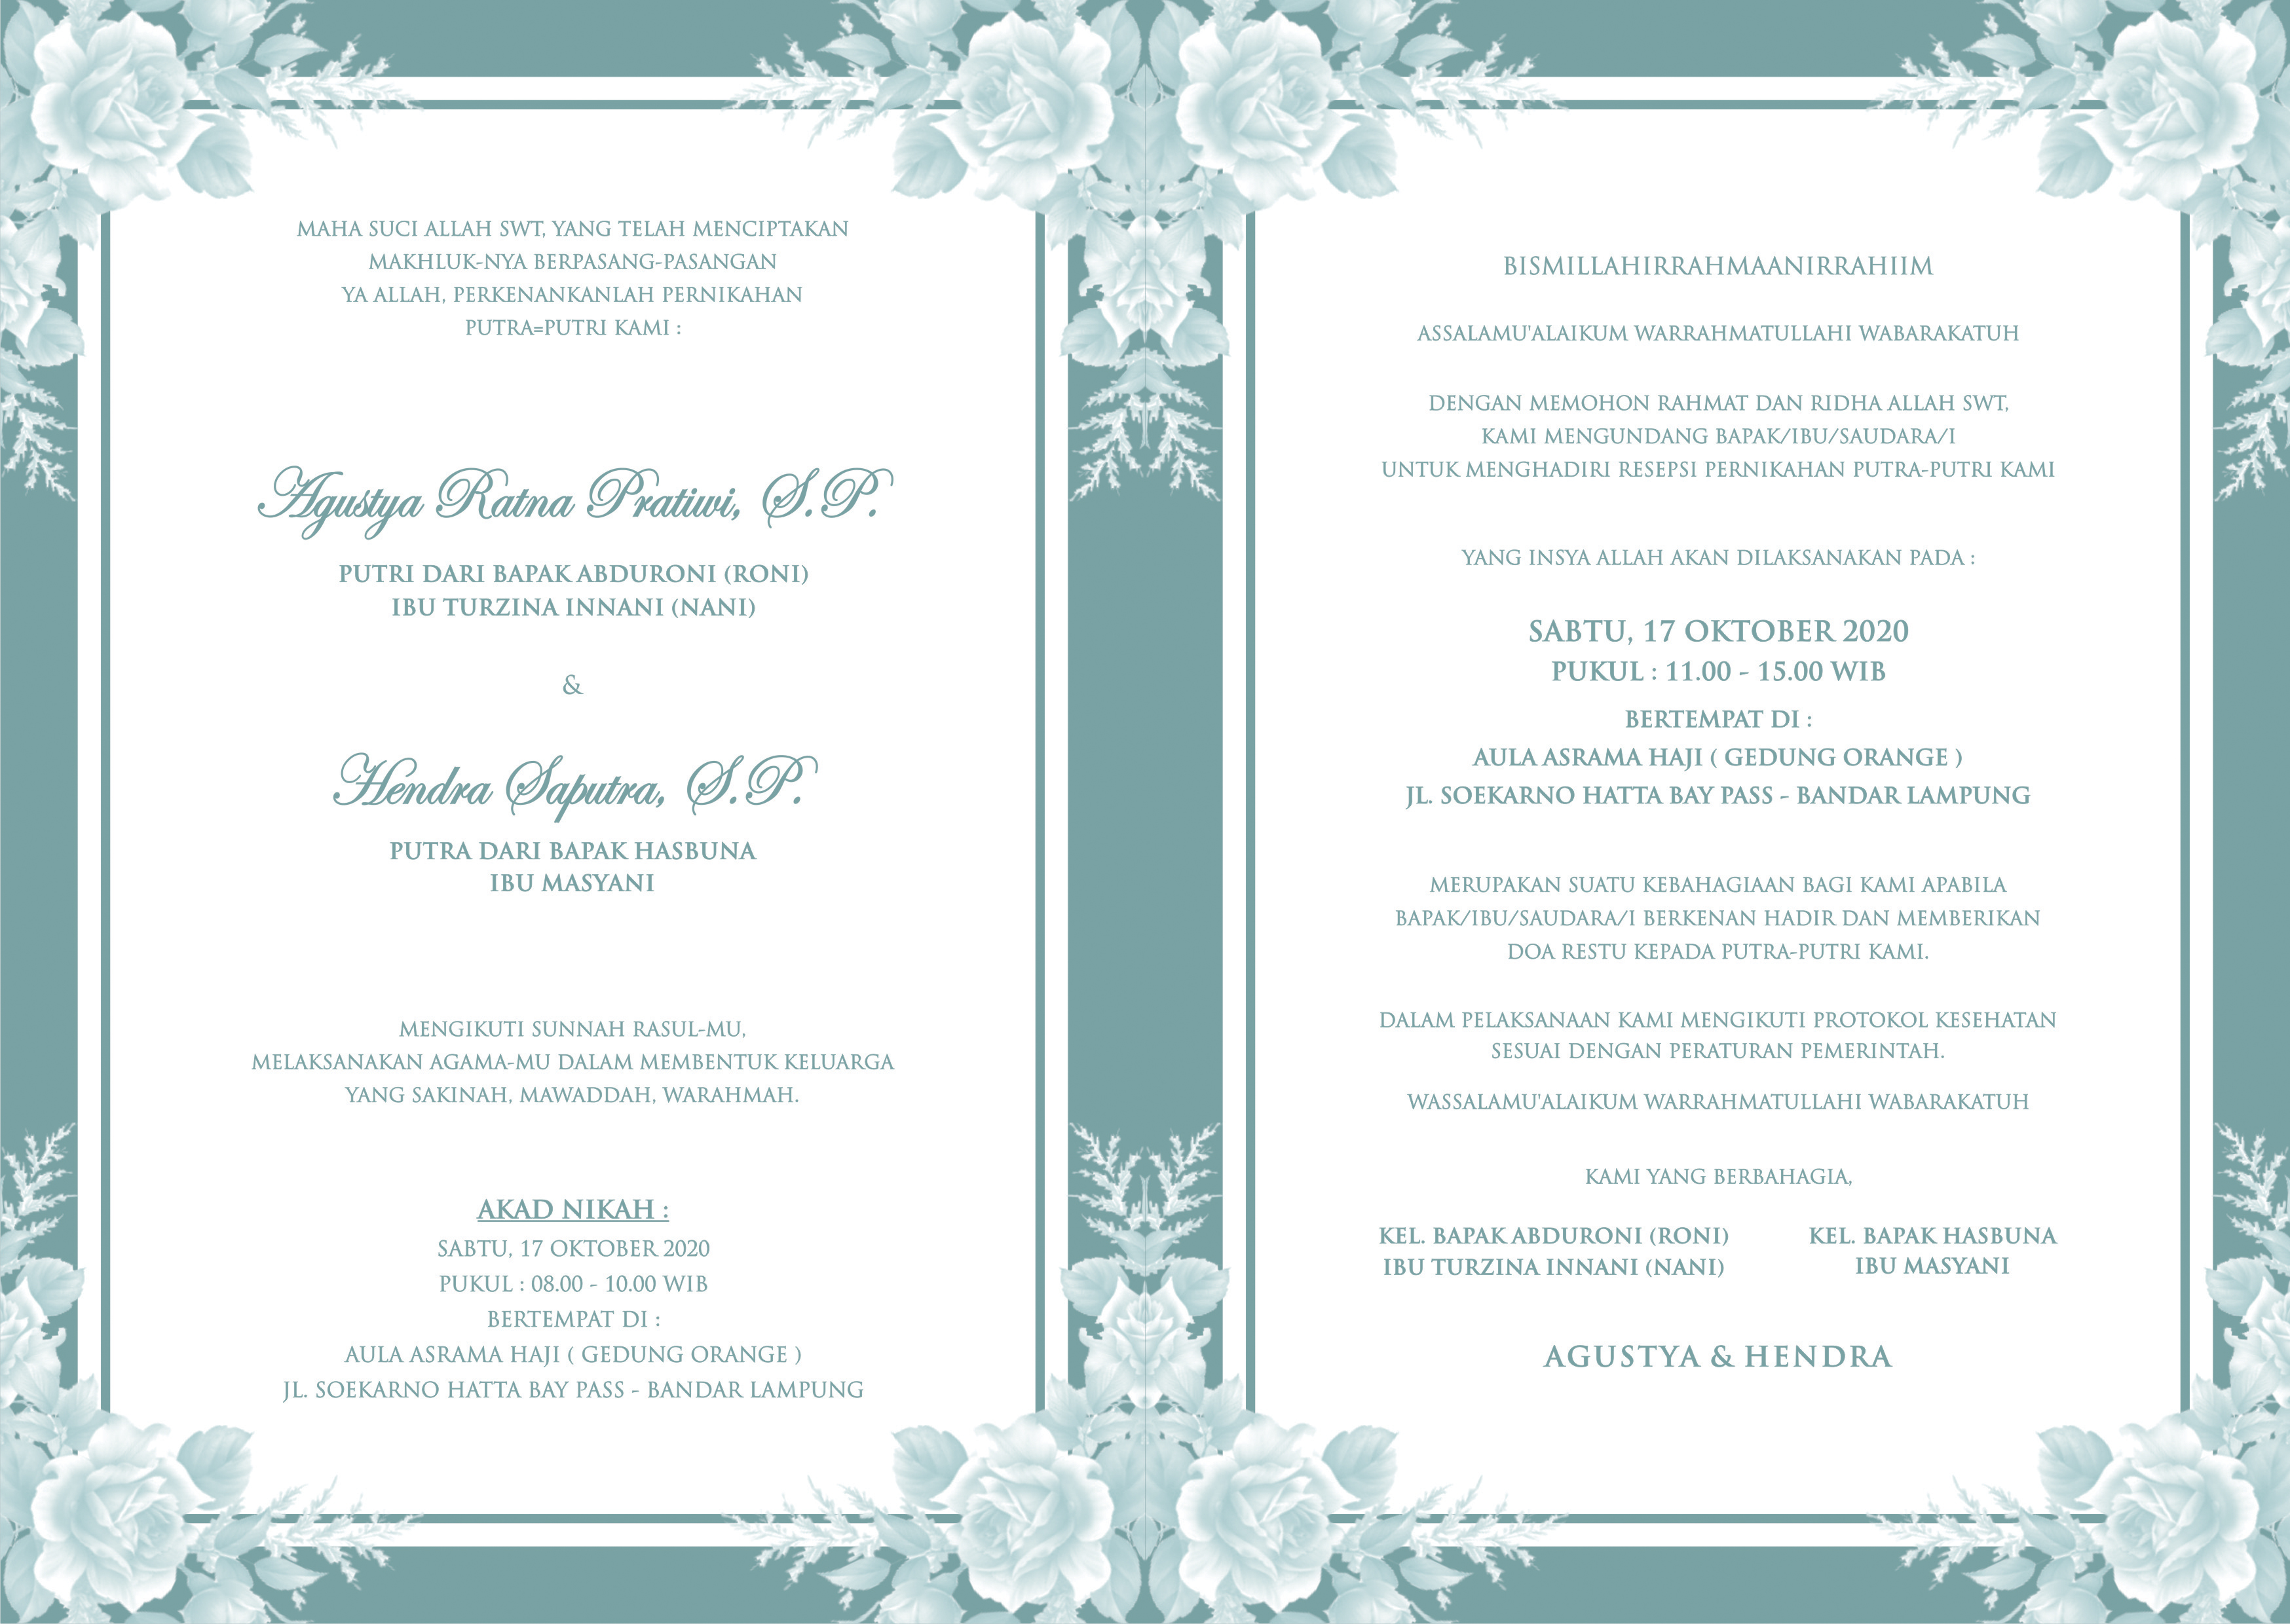 MAHA SUCI ALLAH SWT, YANG TELAH MENCIPTAKAN
MAKHLUK-NYA BERPASANG-PASANGAN
YA ALLAH, PERKENANKANLAH PERNIKAHAN
PUTRA=PUTRI KAMI :
Agustya Ratna Pratiwi, S.P.
PUTRI DARI BAPAK ABDURONI (RONI)
IBU TURZINA INNANI (NANI)
&
Hendra Saputra, S.P.
PUTRA DARI BAPAK HASBUNA
IBU MASYANI
MENGIKUTI SUNNAH RASUL-MU,
MELAKSANAKAN AGAMA-MU DALAM MEMBENTUK KELUARGA
YANG SAKINAH, MAWADDAH, WARAHMAH.
AKAD NIKAH :
SABTU, 17 OKTOBER 2020
PUKUL : 08.00 - 10.00 WIB
BERTEMPAT DI :
AULA ASRAMA HAJI ( GEDUNG ORANGE )
JL. SOEKARNO HATTA BAY PASS - BANDAR LAMPUNG
BISMILLAHIRRAHMAANIRRAHIIM
ASSALAMU'ALAIKUM WARRAHMATULLAHI WABARAKATUH
DENGAN MEMOHON RAHMAT DAN RIDHA ALLAH SWT,
KAMI MENGUNDANG BAPAK/IBU/SAUDARA/I
UNTUK MENGHADIRI RESEPSI PERNIKAHAN PUTRA-PUTRI KAMI
YANG INSYA ALLAH AKAN DILAKSANAKAN PADA :
SABTU, 17 OKTOBER 2020
PUKUL : 11.00 - 15.00 WIB
BERTEMPAT DI :
AULA ASRAMA HAJI ( GEDUNG ORANGE )
JL. SOEKARNO HATTA BAY PASS - BANDAR LAMPUNG
MERUPAKAN SUATU KEBAHAGIAAN BAGI KAMI APABILA
BAPAK/IBU/SAUDARA/I BERKENAN HADIR DAN MEMBERIKAN
DOA RESTU KEPADA PUTRA-PUTRI KAMI.
DALAM PELAKSANAAN KAMI MENGIKUTI PROTOKOL KESEHATAN
SESUAI DENGAN PERATURAN PEMERINTAH.
WASSALAMU'ALAIKUM WARRAHMATULLAHI WABARAKATUH
KAMI YANG BERBAHAGIA,
KEL. BAPAK ABDURONI (RONI)
IBU TURZINA INNANI (NANI)
KEL. BAPAK HASBUNA
IBU MASYANI
AGUSTYA & HENDRA